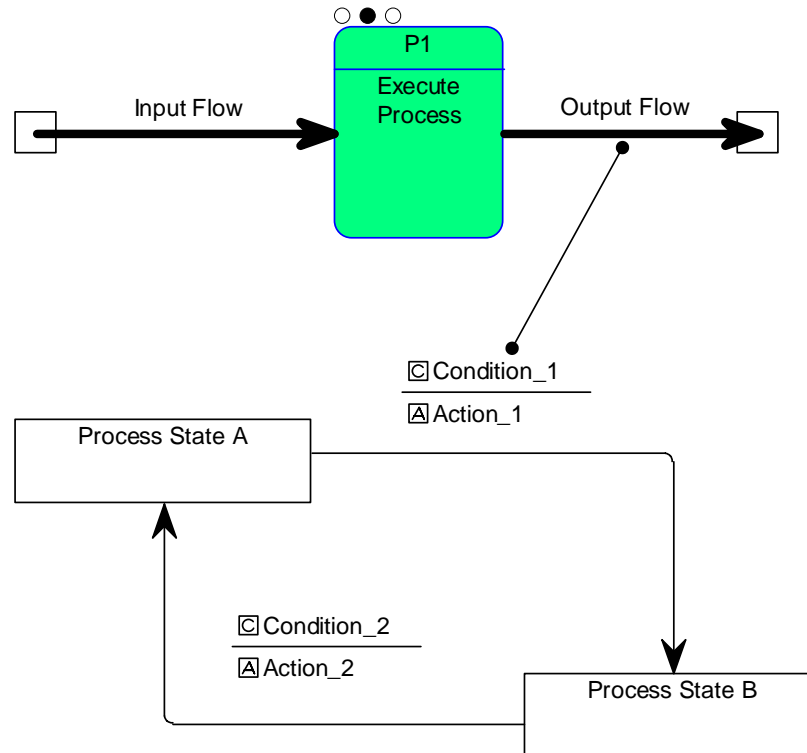 P1
Execute
Process
Input Flow
Output Flow
C Condition_1
A Action_1
Process State A
C Condition_2
A Action_2
Process State B